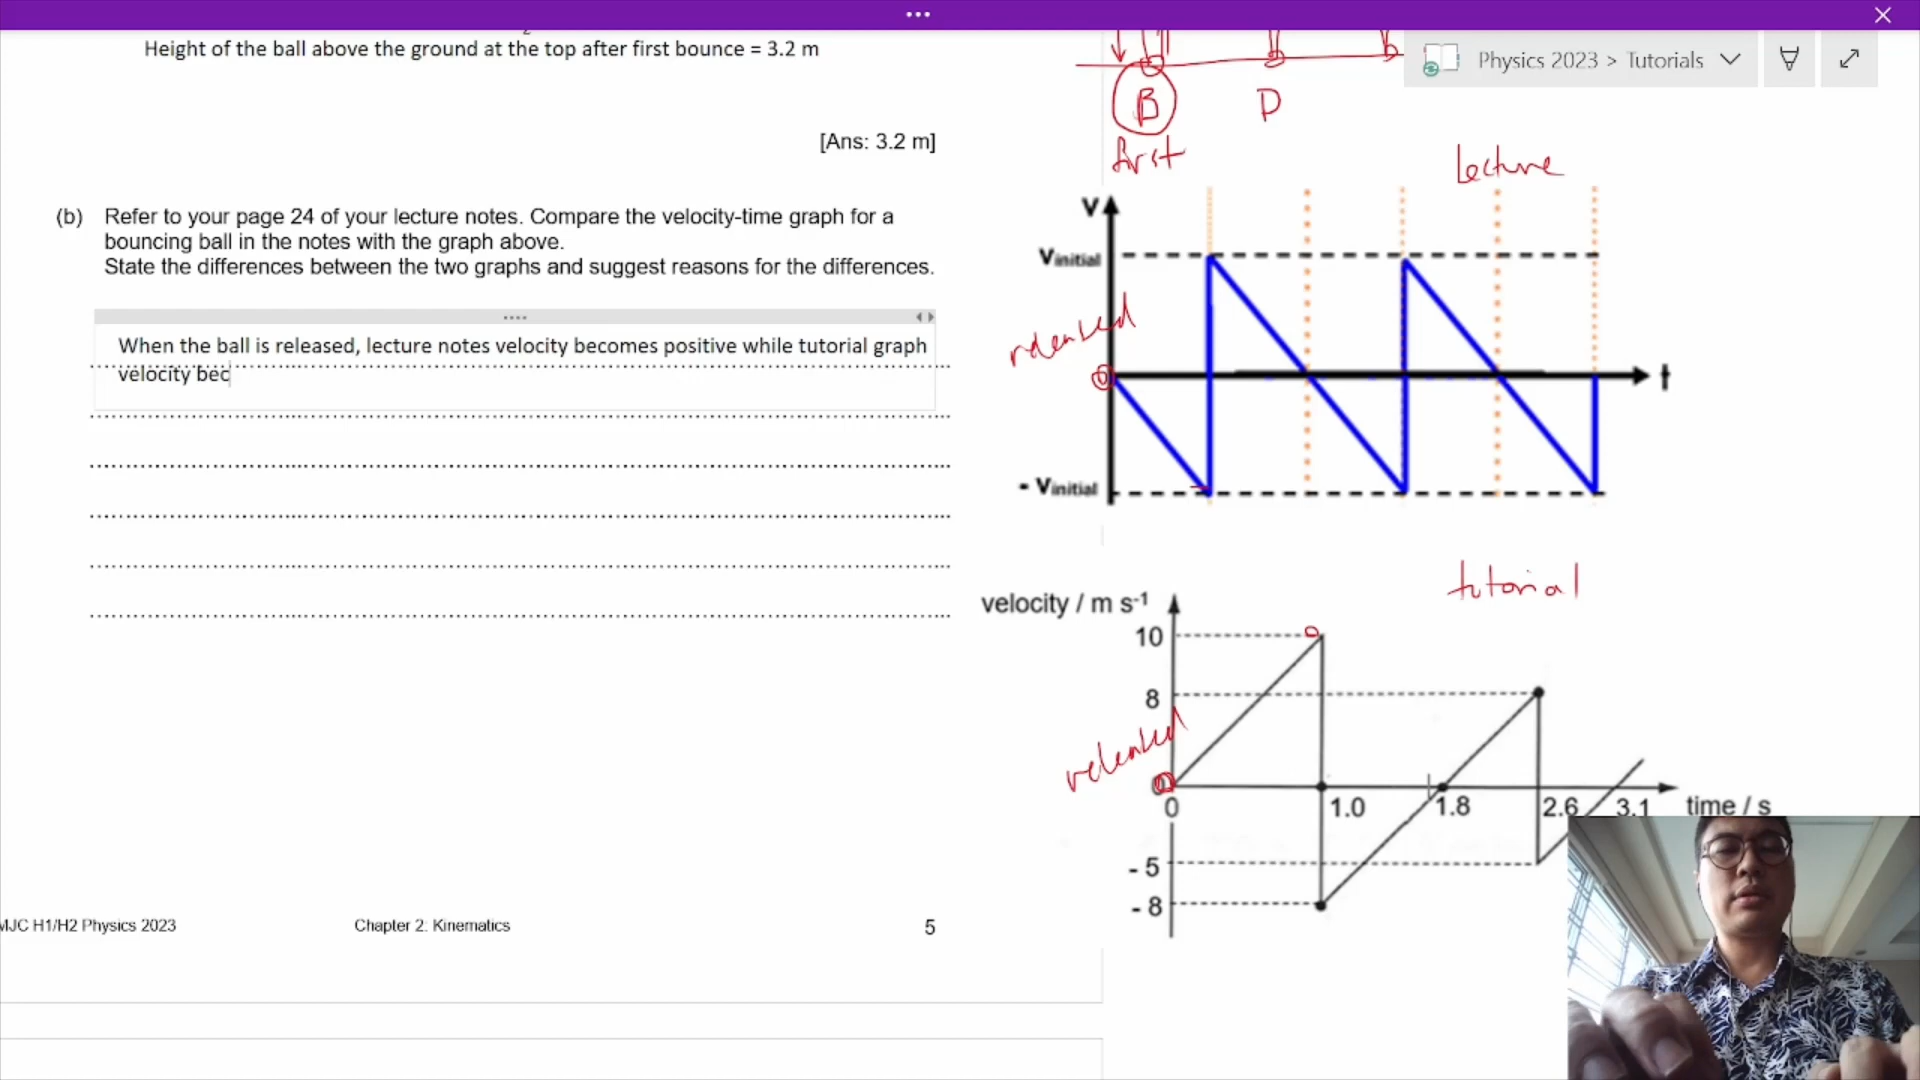 Height of the ball above the ground at the top after first bounce = 3.2 m
[Ans: 3.2 m]
(b) Refer to your page 24 of your lecture notes. Compare the velocity-time graph for a
bouncing ball in the notes with the graph above.
State the differences between the two graphs and suggest reasons for the differences.
When the ball is released, lecture notes velocity becomes positive while tutorial graph
velocity bec
MJC H1/H2 Physics 2023
Chapter 2: Kinematics
5
Physics 2023 > Tutorials
B
D
b
first
lecture
v
Vinitial
released
0
t
- Vinitial
tutorial
velocity / m s-1
10
8
released
0
0
1.0
1.8
2.6
3.1
time / s
- 5
- 8